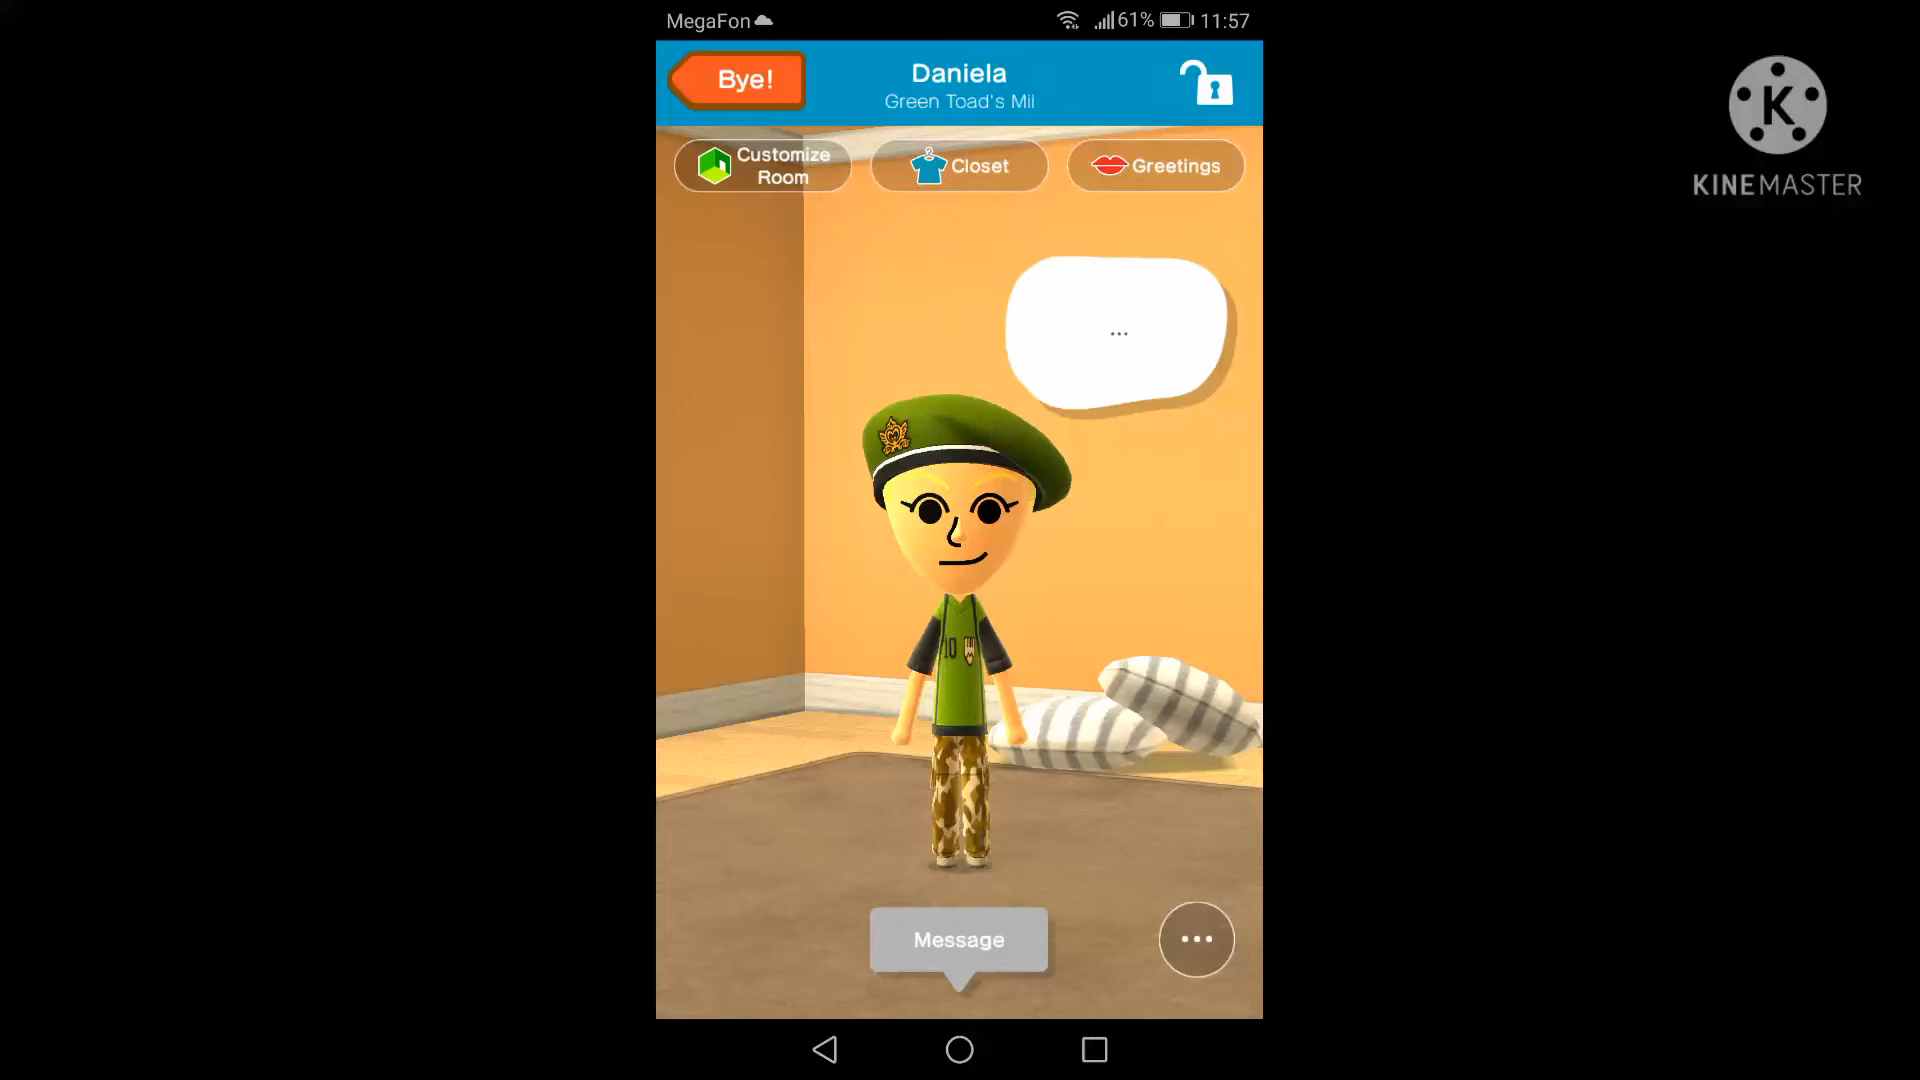 MegaFon
61%
11:57
Bye!
Daniela
Green Toad's Mii
Customize
Room
Closet
Greetings
...
10
Message
K
KINEMASTER